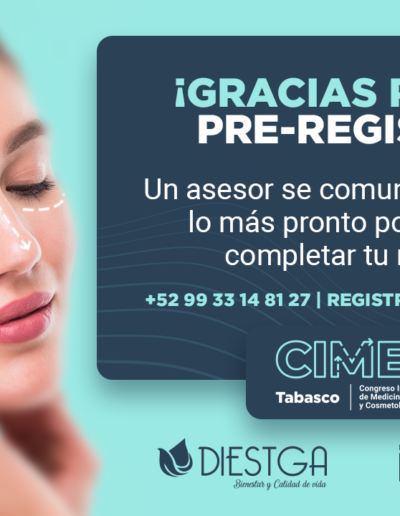 ¡GRACIAS
PRE-REGIS
Un asesor se comun
lo más pronto po
completar tu
+52 99 33 14 81 27 | REGISTR
CIME
Tabasco
Congreso I
de Medicin
y Cosmetol
DIESTGA
Bienestar y Calidad de vida